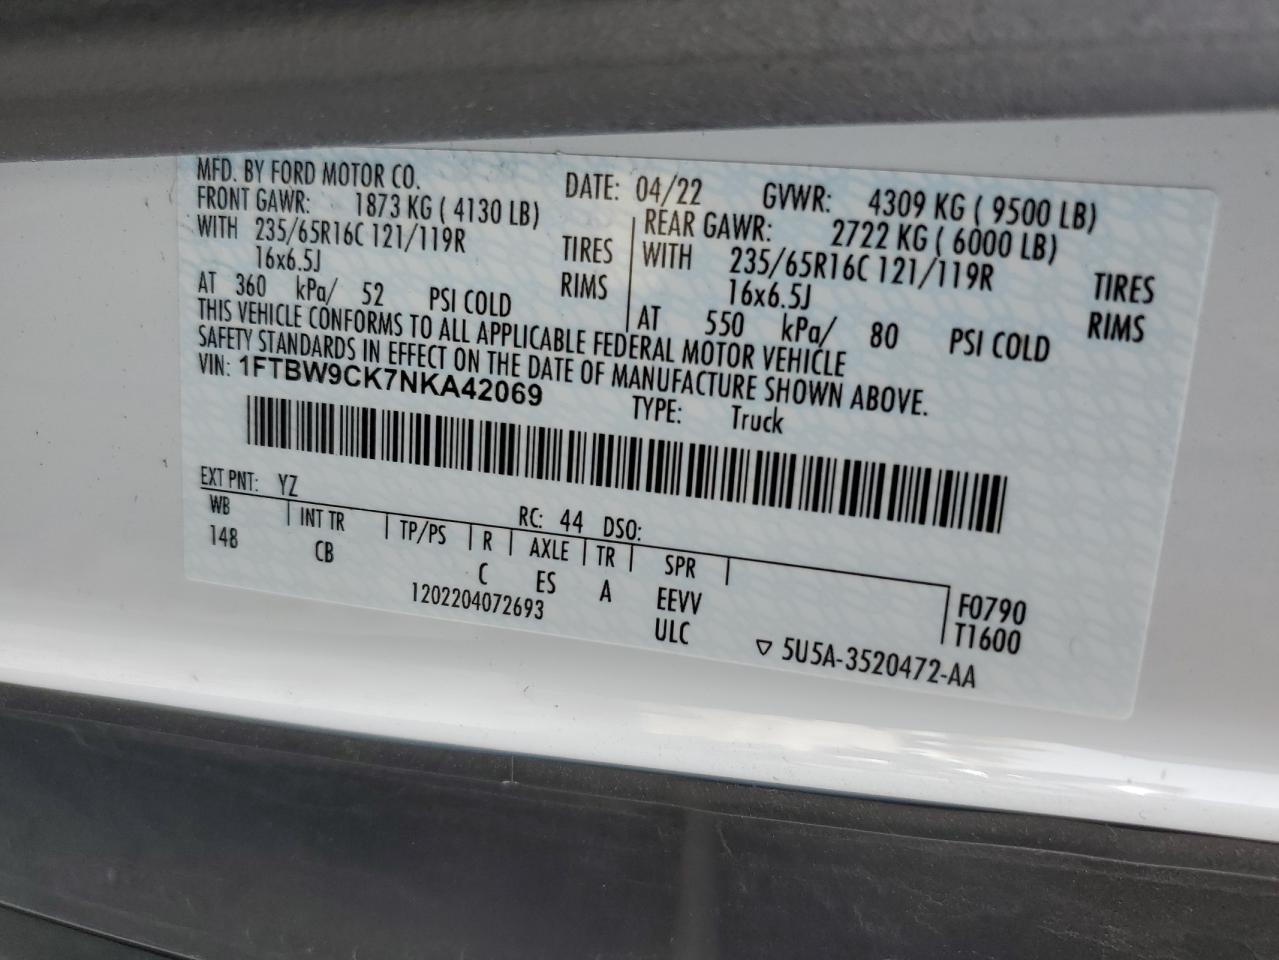 MFD. BY FORD MOTOR CO. DATE: 04/22 GVWR: 4309 KG ( 9500 LB)
FRONT GAWR: 1873 KG ( 4130 LB) REAR GAWR: 2722 KG ( 6000 LB)
WITH 235/65R16C 121/119R TIRES WITH 235/65R16C 121/119R TIRES
16x6.5J RIMS 16x6.5J RIMS
AT 360 kPa/ 52 PSI COLD AT 550 kPa/ 80 PSI COLD
THIS VEHICLE CONFORMS TO ALL APPLICABLE FEDERAL MOTOR VEHICLE
SAFETY STANDARDS IN EFFECT ON THE DATE OF MANUFACTURE SHOWN ABOVE.
VIN: 1FTBW9CK7NKA42069 TYPE: Truck
EXT PNT: YZ RC: 44 DSO:
WB INT TR TP/PS R AXLE TR SPR
148 CB C ES A EEVV F0790
1202204072693 ULC T1600
▽ 5U5A-3520472-AA